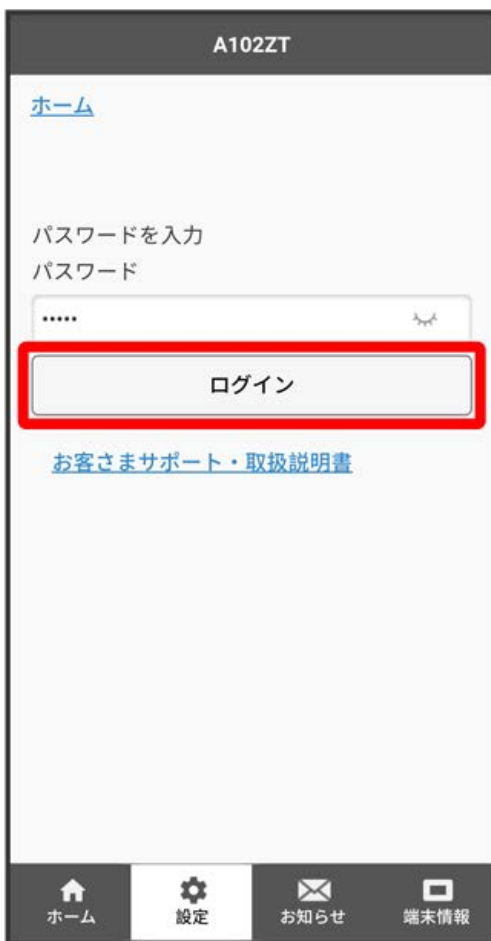 A102ZT
ホーム
パスワードを入力
パスワード
•••••
ログイン
お客さまサポート・取扱説明書
ホーム
設定
お知らせ
端末情報